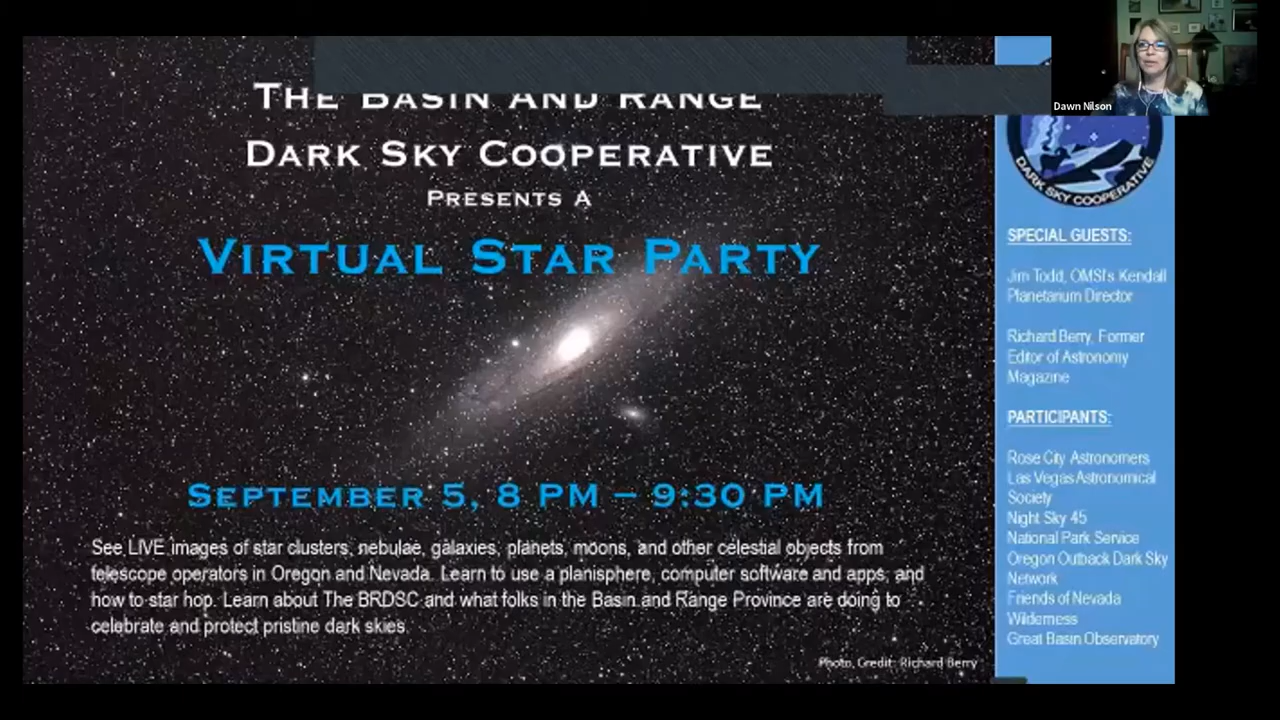 THE BASIN AND RANGE
DARK SKY COOPERATIVE
PRESENTS A
VIRTUAL STAR PARTY
SEPTEMBER 5, 8 PM – 9:30 PM
See LIVE images of star clusters, nebulae, galaxies, planets, moons, and other celestial objects from
telescope operators in Oregon and Nevada. Learn to use a planisphere, computer software and apps, and
how to star hop. Learn about The BRDSC and what folks in the Basin and Range Province are doing to
celebrate and protect pristine dark skies.
Photo Credit: Richard Berry
Dawn Nilson
DARK SKY COOPERATIVE
SPECIAL GUESTS:
Jim Todd, OMSI's Kendall
Planetarium Director
Richard Berry, Former
Editor of Astronomy
Magazine
PARTICIPANTS:
Rose City Astronomers
Las Vegas Astronomical
Society
Night Sky 45
National Park Service
Oregon Outback Dark Sky
Network
Friends of Nevada
Wilderness
Great Basin Observatory